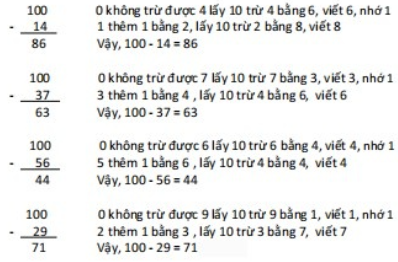 100 0 không trừ được 4 lấy 10 trừ 4 bằng 6, viết 6, nhớ 1
- 14 1 thêm 1 bằng 2, lấy 10 trừ 2 bằng 8, viết 8
86 Vậy, 100 - 14 = 86
100 0 không trừ được 7 lấy 10 trừ 7 bằng 3, viết 3, nhớ 1
- 37 3 thêm 1 bằng 4 , lấy 10 trừ 4 bằng 6, viết 6
63 Vậy, 100 - 37 = 63
100 0 không trừ được 6 lấy 10 trừ 6 bằng 4, viết 4, nhớ 1
- 56 5 thêm 1 bằng 6 , lấy 10 trừ 4 bằng 4, viết 4
44 Vậy, 100 - 56 = 44
100 0 không trừ được 9 lấy 10 trừ 9 bằng 1, viết 1, nhớ 1
- 29 2 thêm 1 bằng 3 , lấy 10 trừ 3 bằng 7, viết 7
71 Vậy, 100 - 29 = 71